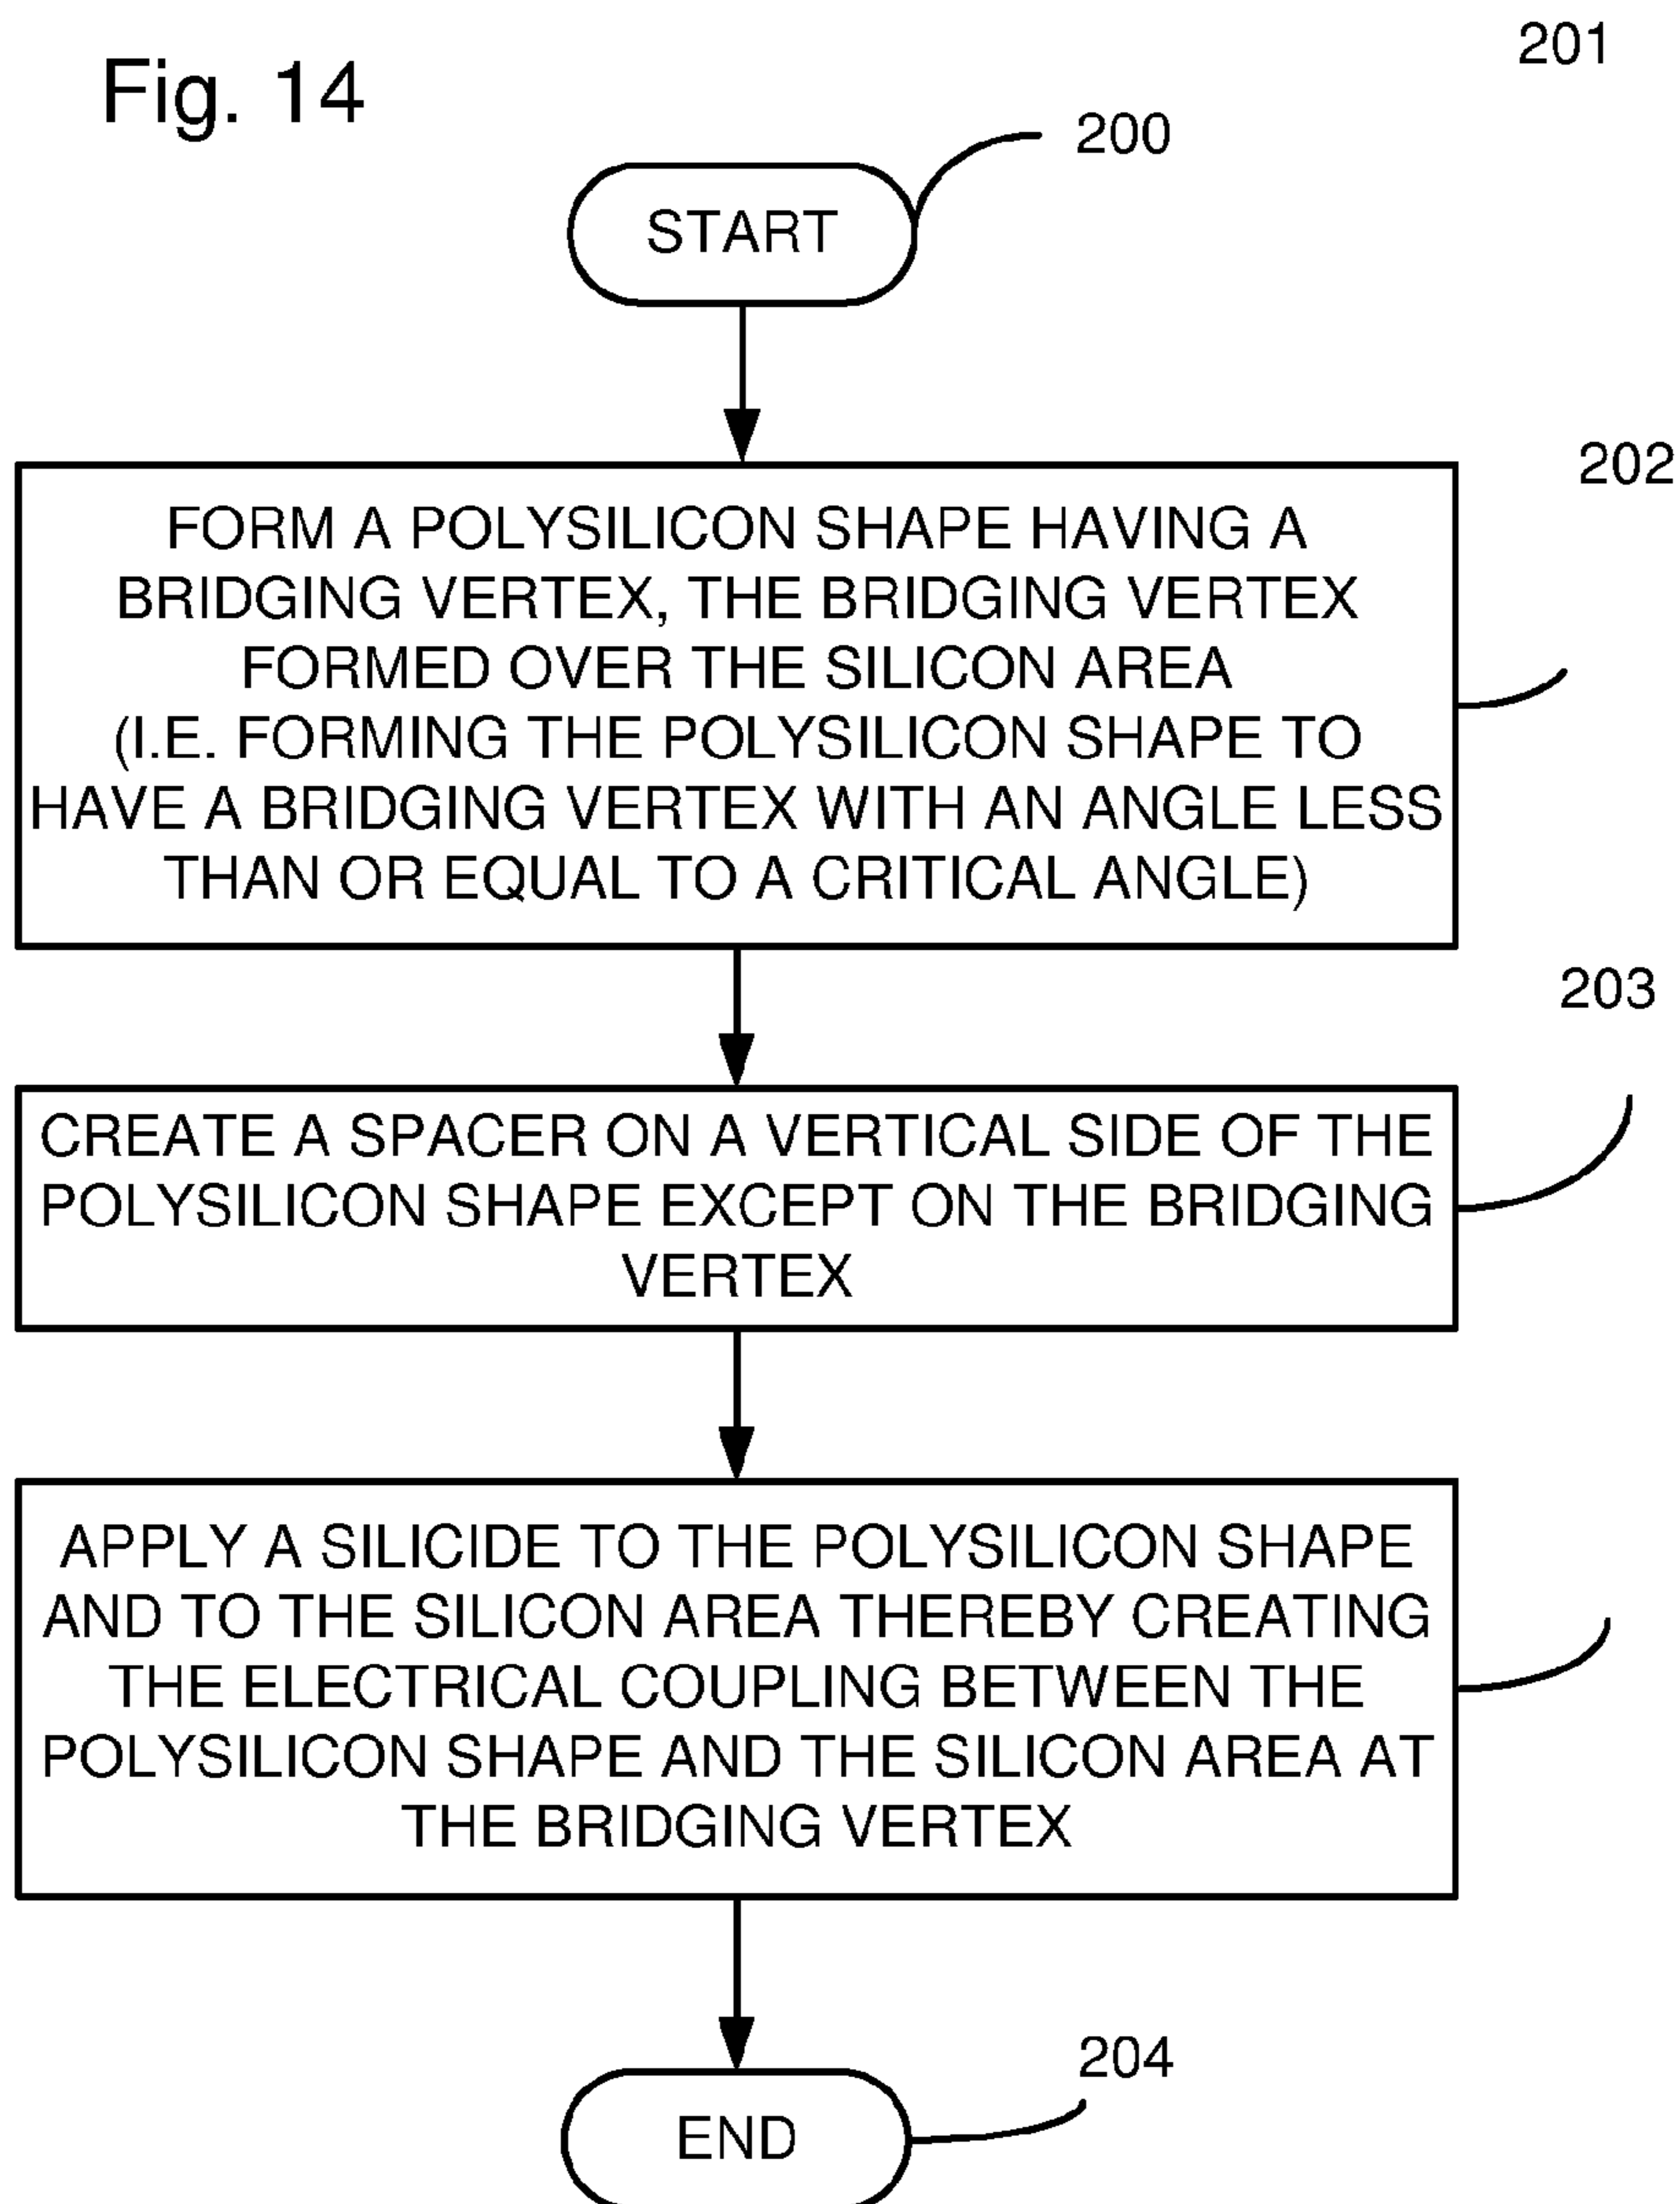 201
Fig. 14
200
START
202
FORM A POLYSILICON SHAPE HAVING A
BRIDGING VERTEX, THE BRIDGING VERTEX
FORMED OVER THE SILICON AREA
(I.E. FORMING THE POLYSILICON SHAPE TO
HAVE A BRIDGING VERTEX WITH AN ANGLE LESS
THAN OR EQUAL TO A CRITICAL ANGLE)
203
CREATE A SPACER ON A VERTICAL SIDE OF THE
POLYSILICON SHAPE EXCEPT ON THE BRIDGING
VERTEX
APPLY A SILICIDE TO THE POLYSILICON SHAPE
AND TO THE SILICON AREA THEREBY CREATING
THE ELECTRICAL COUPLING BETWEEN THE
POLYSILICON SHAPE AND THE SILICON AREA AT
THE BRIDGING VERTEX
204
END